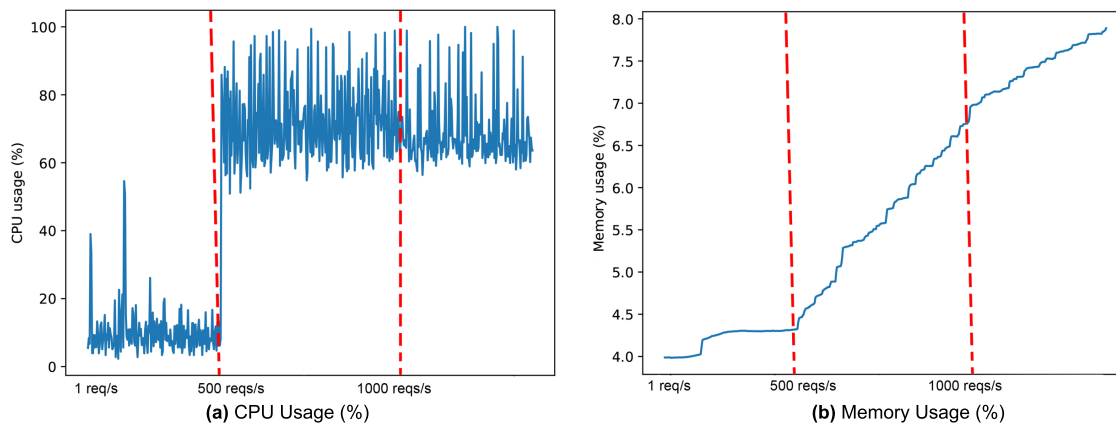 100
80
60
40
20
0
CPU usage (%)
1 req/s
500 reqs/s
1000 reqs/s
(a) CPU Usage (%)
8.0
7.5
7.0
6.5
6.0
5.5
5.0
4.5
4.0
Memory usage (%)
1 req/s
500 reqs/s
1000 reqs/s
(b) Memory Usage (%)